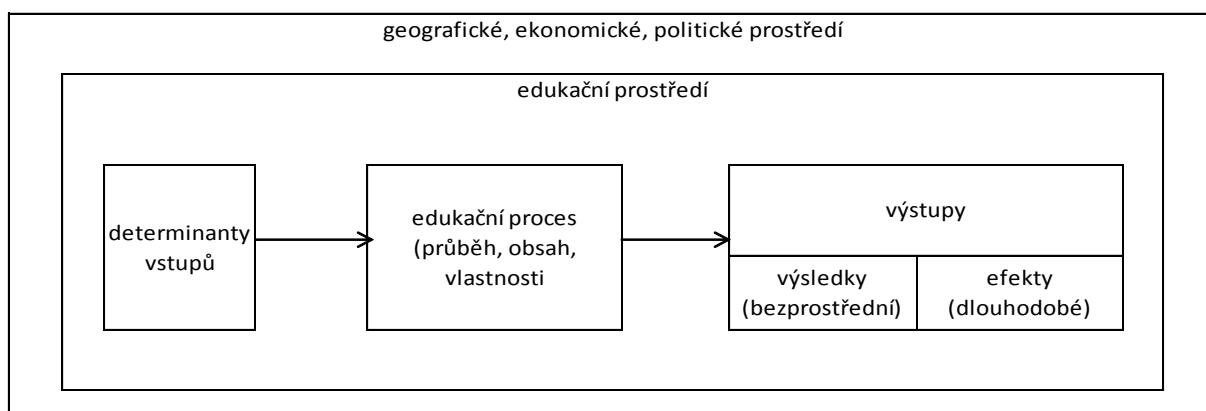 geografické, ekonomické, politické prostředí
edukační prostředí
determinanty
vstupů
edukační proces
(průběh, obsah,
vlastnosti
výstupy
výsledky
(bezprostřední)
efekty
(dlouhodobé)